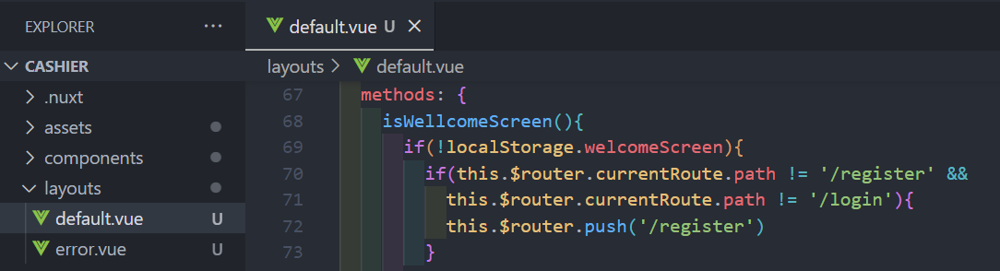 EXPLORER ...
CASHIER
.nuxt
assets
components
layouts
default.vue U
error.vue U
default.vue U
layouts > default.vue
67 methods: {
68 isWellcomeScreen(){
69 if(!localStorage.welcomeScreen){
70 if(this.$router.currentRoute.path != '/register' &&
71 this.$router.currentRoute.path != '/login'){
72 this.$router.push('/register')
73 }